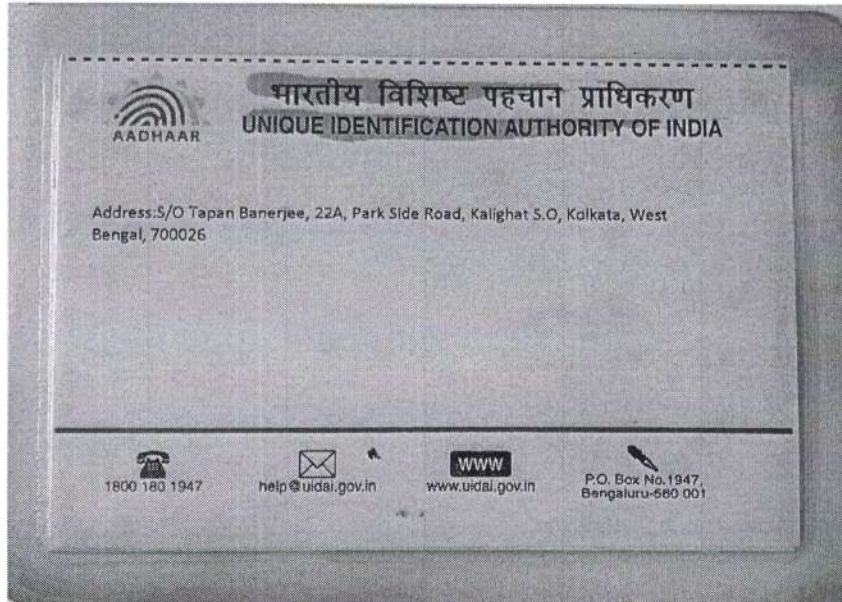 भारतीय विशिष्ट पहचान प्राधिकरण
AADHAAR
UNIQUE IDENTIFICATION AUTHORITY OF INDIA
Address:S/O Tapan Banerjee, 22A, Park Side Road, Kalighat S.O, Kolkata, West
Bengal, 700026
1800 180 1947
help@uidai.gov.in
WWW
www.uidai.gov.in
P.O. Box No.1947,
Bengaluru-560 001